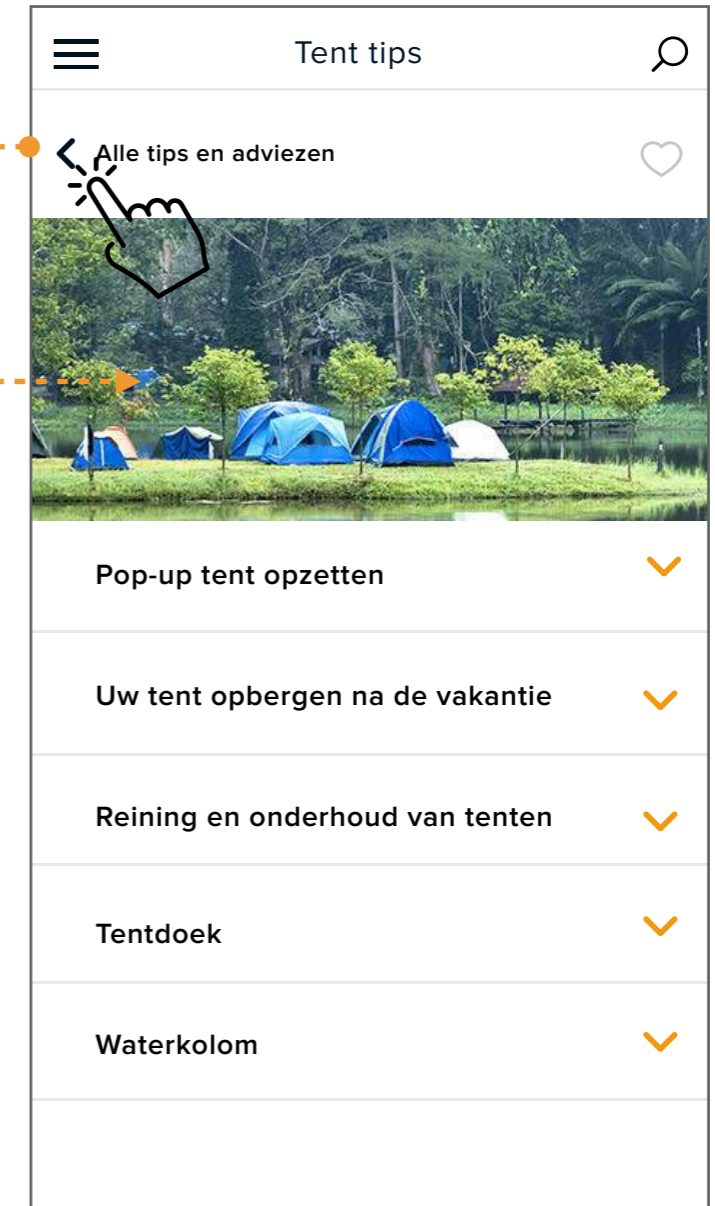 Tent tips
Alle tips en adviezen
Pop-up tent opzetten
Uw tent opbergen na de vakantie
Reining en onderhoud van tenten
Tentdoek
Waterkolom